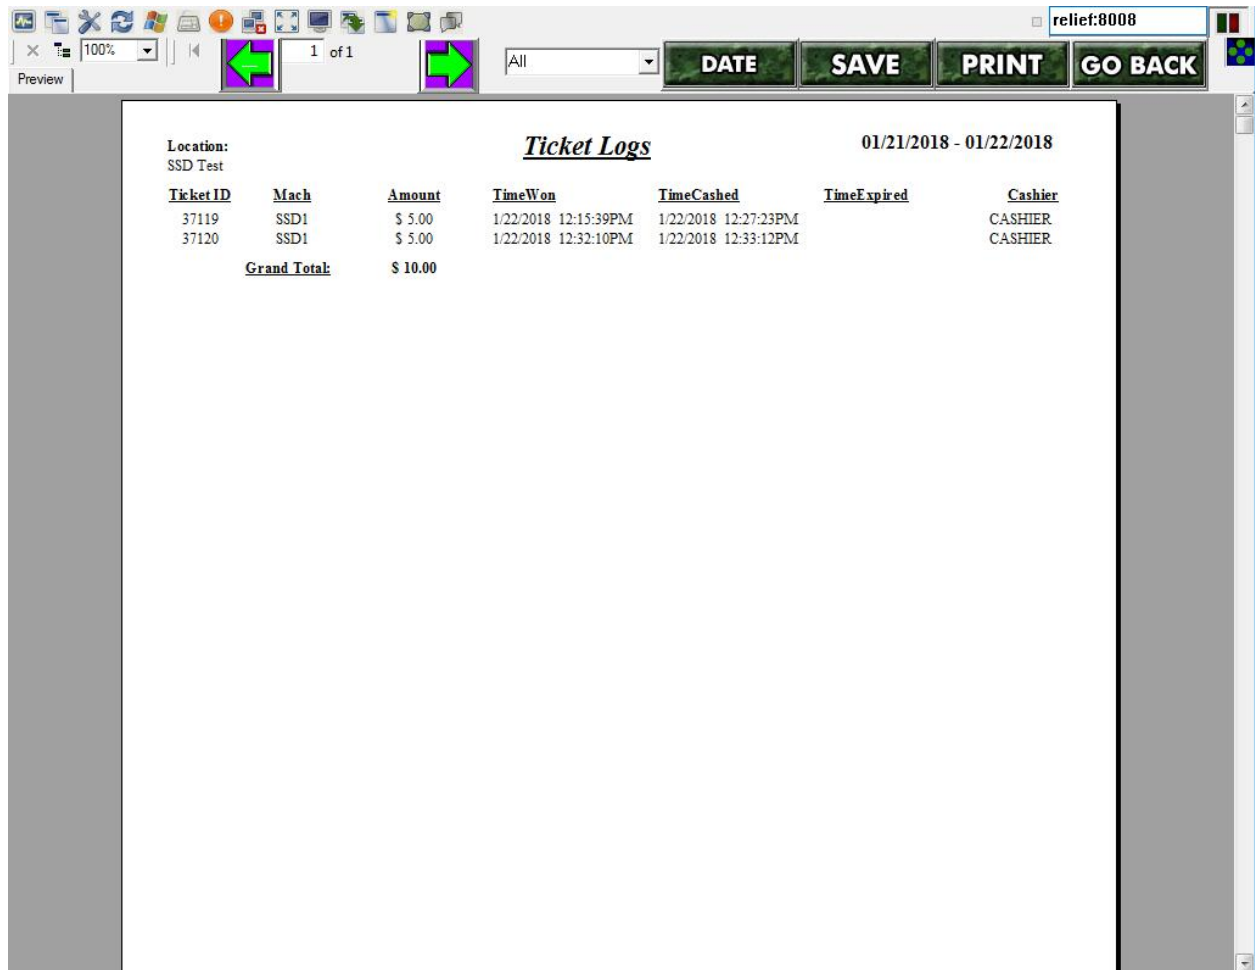 relief:8008
100%
1 of 1
All
DATE
SAVE
PRINT
GO BACK
Preview
Location:
SSD Test
Ticket Logs
01/21/2018 - 01/22/2018
Ticket ID Mach Amount TimeWon TimeCashed TimeExpired Cashier
37119 SSD1 $ 5.00 1/22/2018 12:15:39PM 1/22/2018 12:27:23PM CASHIER
37120 SSD1 $ 5.00 1/22/2018 12:32:10PM 1/22/2018 12:33:12PM CASHIER
Grand Total: $ 10.00